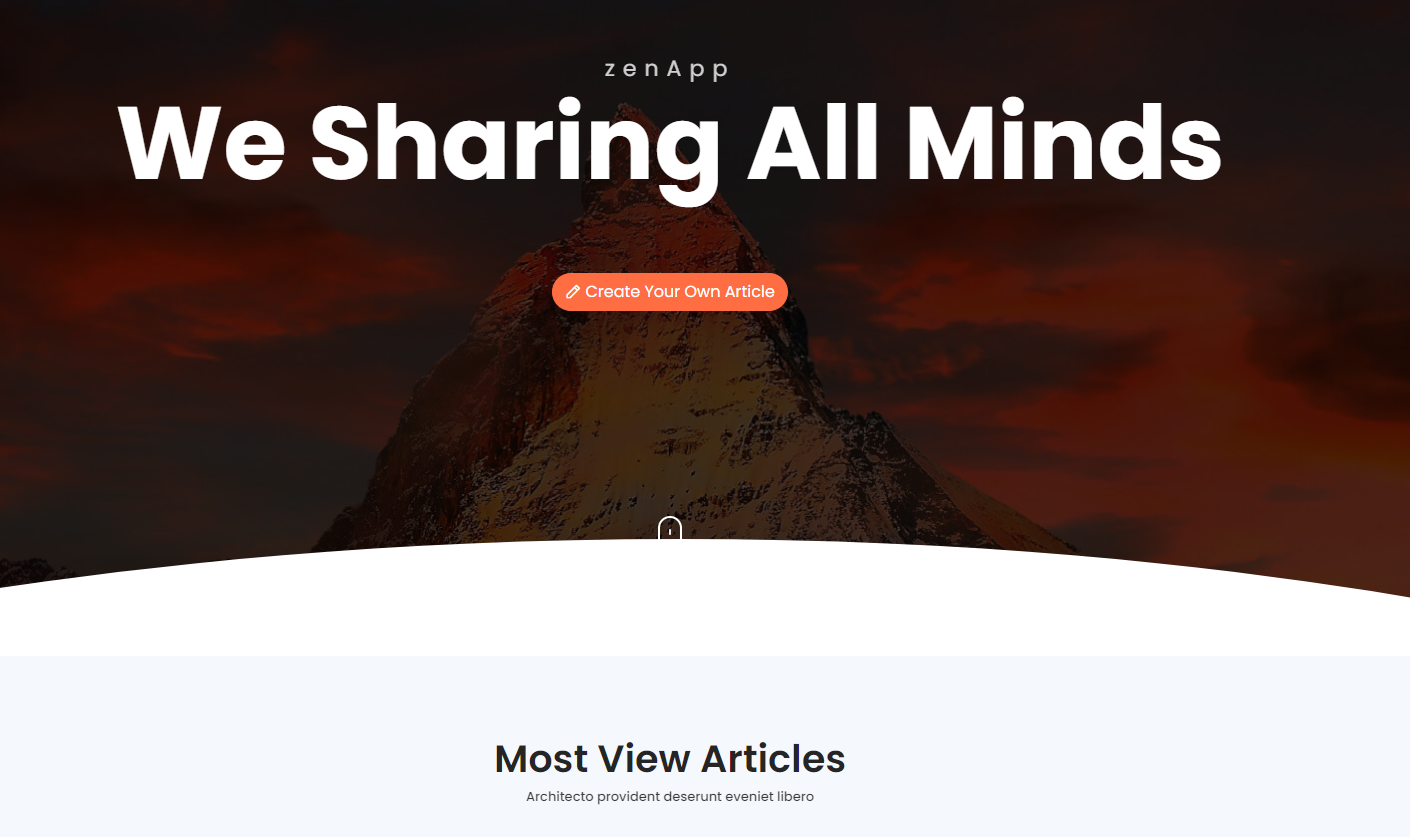 zenApp
We Sharing All Minds
Create Your Own Article
Most View Articles
Architecto provident deserunt eveniet libero